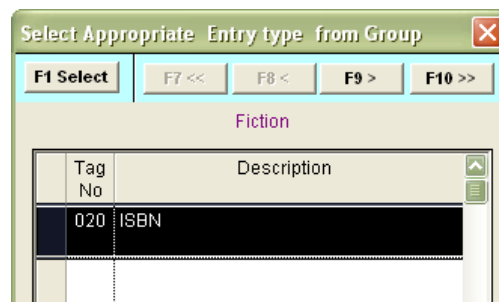 Select Appropriate Entry type from Group
F1 Select F7 << F8 < F9 > F10 >>
Fiction
Tag No Description
020 ISBN